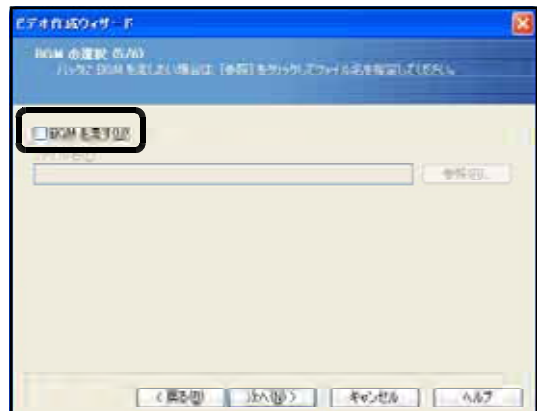 ビデオ作成ウィザード
BGM の選択 (5/6)
バックに BGM を流したい場合は、[参照] をクリックしてファイル名を指定してください。
BGM を流す(U)
参照(R)...
< 戻る(B)
次へ(N) >
キャンセル
ヘルプ